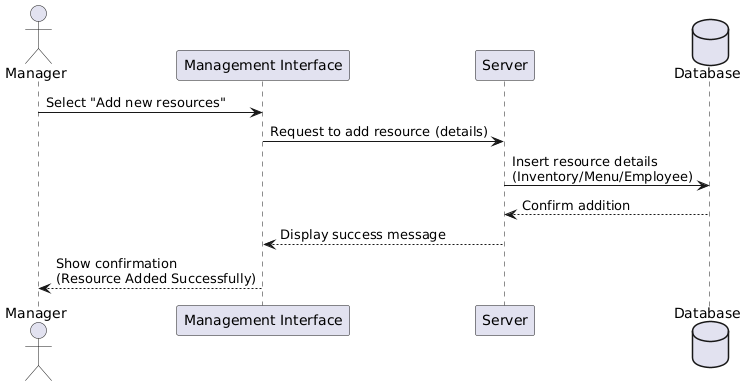 Manager
Management Interface
Server
Database
Select "Add new resources"
Request to add resource (details)
Insert resource details
(Inventory/Menu/Employee)
Confirm addition
Display success message
Show confirmation
(Resource Added Successfully)
Manager
Management Interface
Server
Database